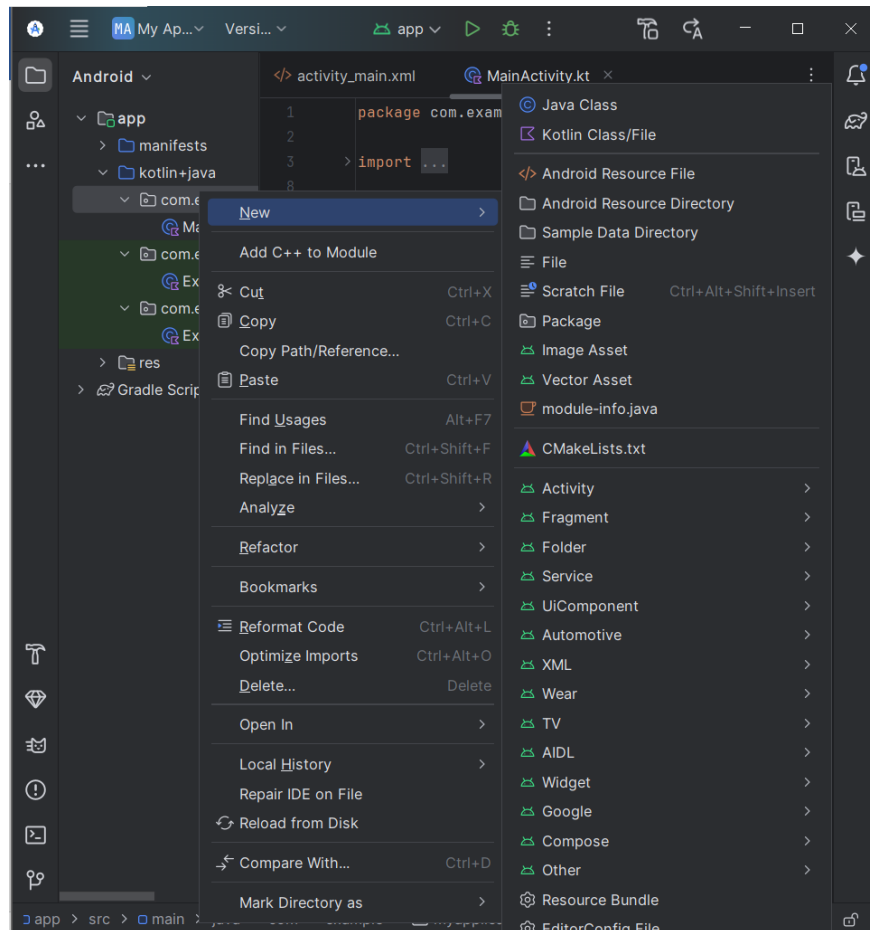 MA My Ap... Versi... app
Android
activity_main.xml MainActivity.kt
app
manifests
kotlin+java
Gradle Scrip
res
1 package com.exam
2
3 import ...
8
New
Add C++ to Module
Cut Ctrl+X
Copy Ctrl+C
Copy Path/Reference...
Paste Ctrl+V
Find Usages Alt+F7
Find in Files... Ctrl+Shift+F
Replace in Files... Ctrl+Shift+R
Analyze
Refactor
Bookmarks
Reformat Code Ctrl+Alt+L
Optimize Imports Ctrl+Alt+O
Delete... Delete
Open In
Local History
Repair IDE on File
Reload from Disk
Compare With... Ctrl+D
Mark Directory as
Java Class
Kotlin Class/File
Android Resource File
Android Resource Directory
Sample Data Directory
File
Scratch File Ctrl+Alt+Shift+Insert
Package
Image Asset
Vector Asset
module-info.java
CMakeLists.txt
Activity
Fragment
Folder
Service
UiComponent
Automotive
XML
Wear
TV
AIDL
Widget
Google
Compose
Other
Resource Bundle
EditorConfig File
app > src > main >